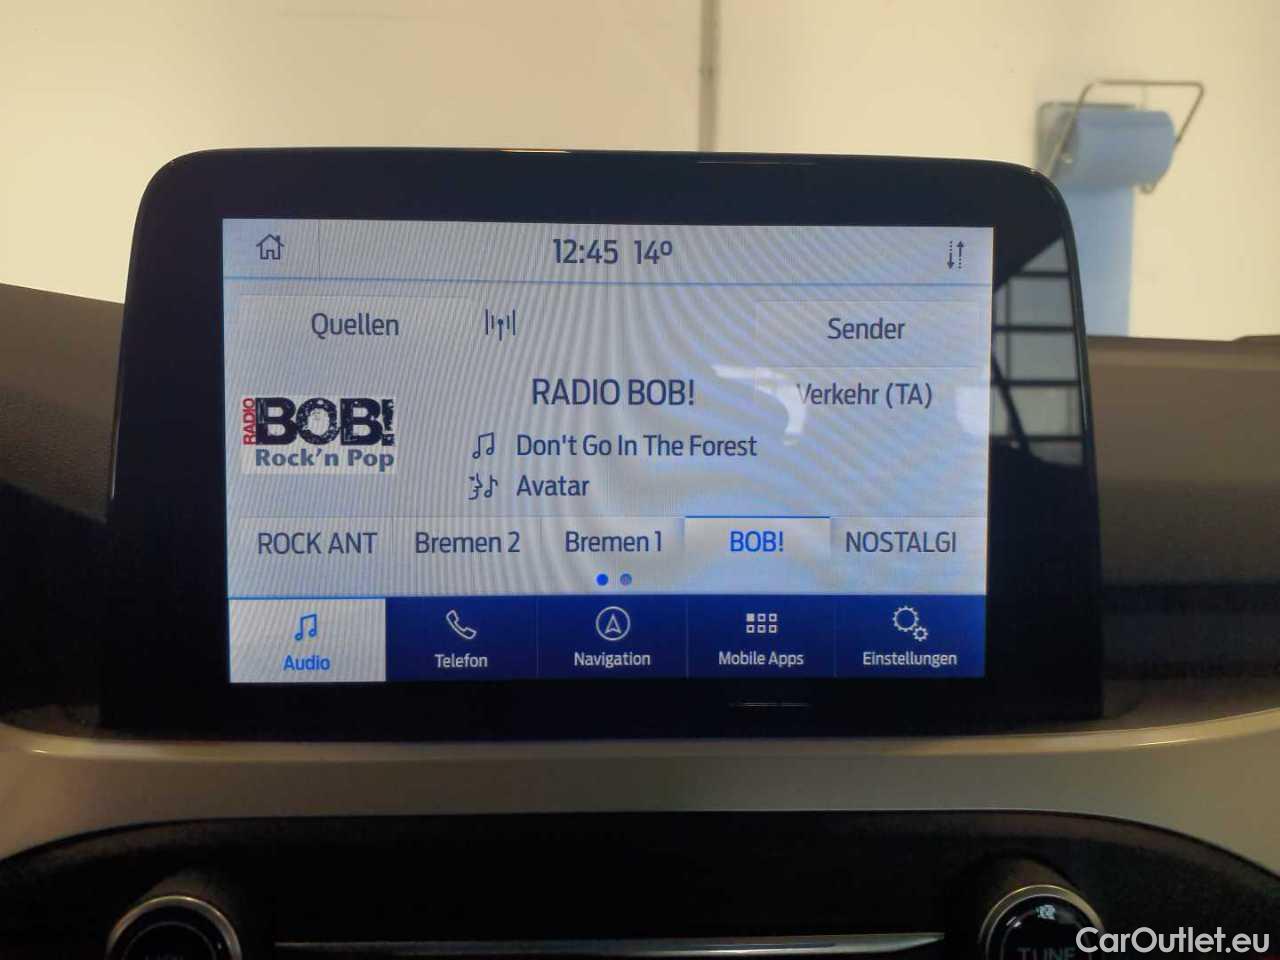 12:45 14°
Quellen
Sender
RADIO BOB!
Verkehr (TA)
RADIO
BOB!
Rock'n Pop
Don't Go In The Forest
Avatar
ROCK ANT Bremen 2 Bremen 1 BOB! NOSTALGI
Audio Telefon Navigation Mobile Apps Einstellungen
TUNE
CarOutlet.eu